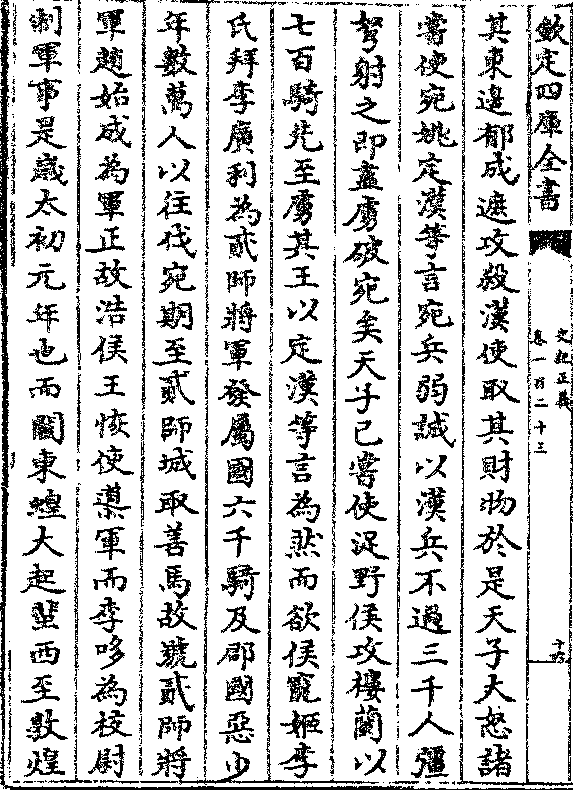 欽定四庫全書
史記正義
卷一百二十三
其東邊郁成遮攻殺漢使取其財物於是天子大怒諸
嘗使宛姚定漢等言宛兵弱誠以漢兵不過三千人彊
弩射之即盡虜破宛矣天子已嘗使浞野侯攻樓蘭以
七百騎先至虜其王以定漢等言為然而欲侯寵姬李
氏拜李廣利為貳師將軍發屬國六千騎及郡國惡少
年數萬人以往伐宛期至貳師城取善馬故號貳師將
軍趙始成為軍正故浩侯王恢使導軍而李哆為校尉
制軍事是歲太初元年也而關東蝗大起蜚西至敦煌